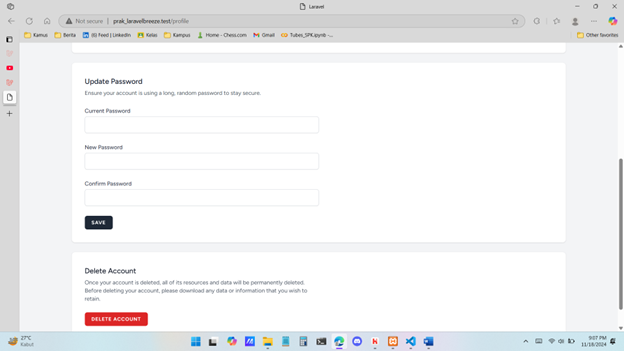 Laravel
Not secure | prak_laravelbreeze.test/profile
Kamus Berita (6) Feed | LinkedIn Kelas Kampus Home - Chess.com Gmail Tubes_SPK.ipynb -... Other favorites
Update Password
Ensure your account is using a long, random password to stay secure.
Current Password
New Password
Confirm Password
SAVE
Delete Account
Once your account is deleted, all of its resources and data will be permanently deleted.
Before deleting your account, please download any data or information that you wish to
retain.
DELETE ACCOUNT
27°C
Kabut
9:07 PM
11/18/2024